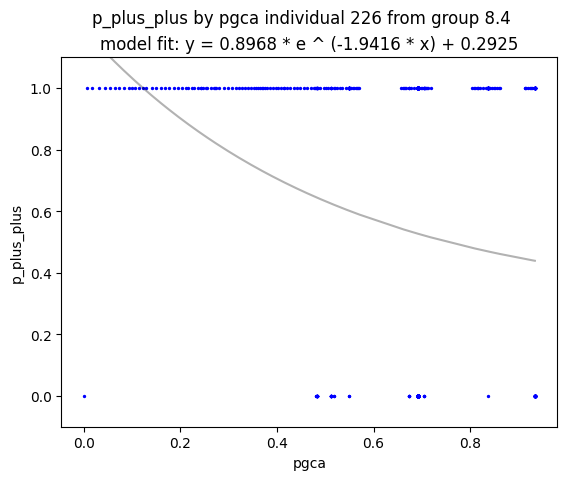 p_plus_plus by pgca individual 226 from group 8.4
model fit: y = 0.8968 * e ^ (-1.9416 * x) + 0.2925
1.0
0.8
0.6
0.4
0.2
0.0
p_plus_plus
0.0 0.2 0.4 0.6 0.8
pgca